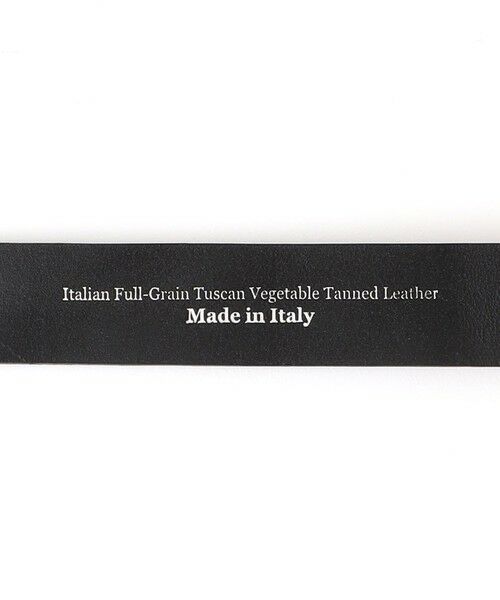 Italian Full-Grain Tuscan Vegetable Tanned Leather
Made in Italy